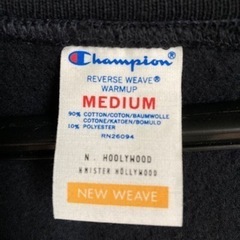 Champion
REVERSE WEAVE®
WARMUP
MEDIUM
90% COTTON/COTON/BAUMWOLLE
COTONE/KATOEN/BOMULD
10% POLYESTER
RN26094
N. HOOLYWOOD
XMISTER HOLLYWOOD
NEW WEAVE